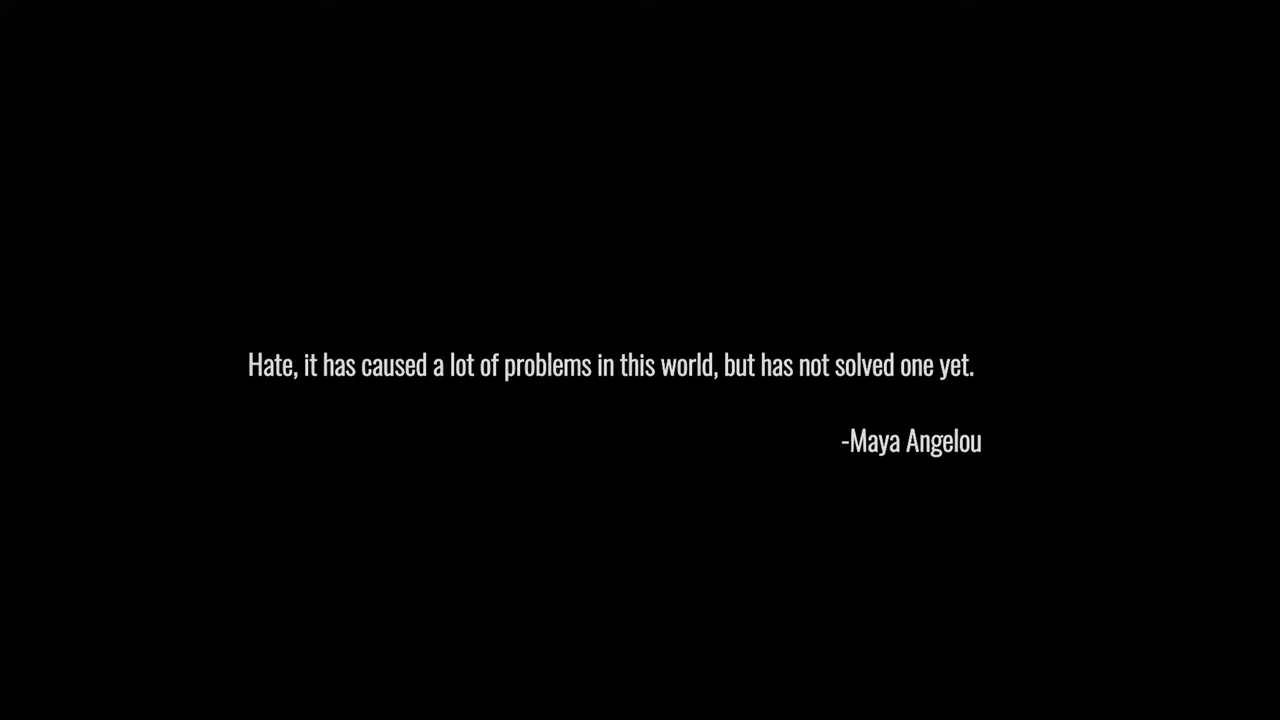 Hate, it has caused a lot of problems in this world, but has not solved one yet.
-Maya Angelou